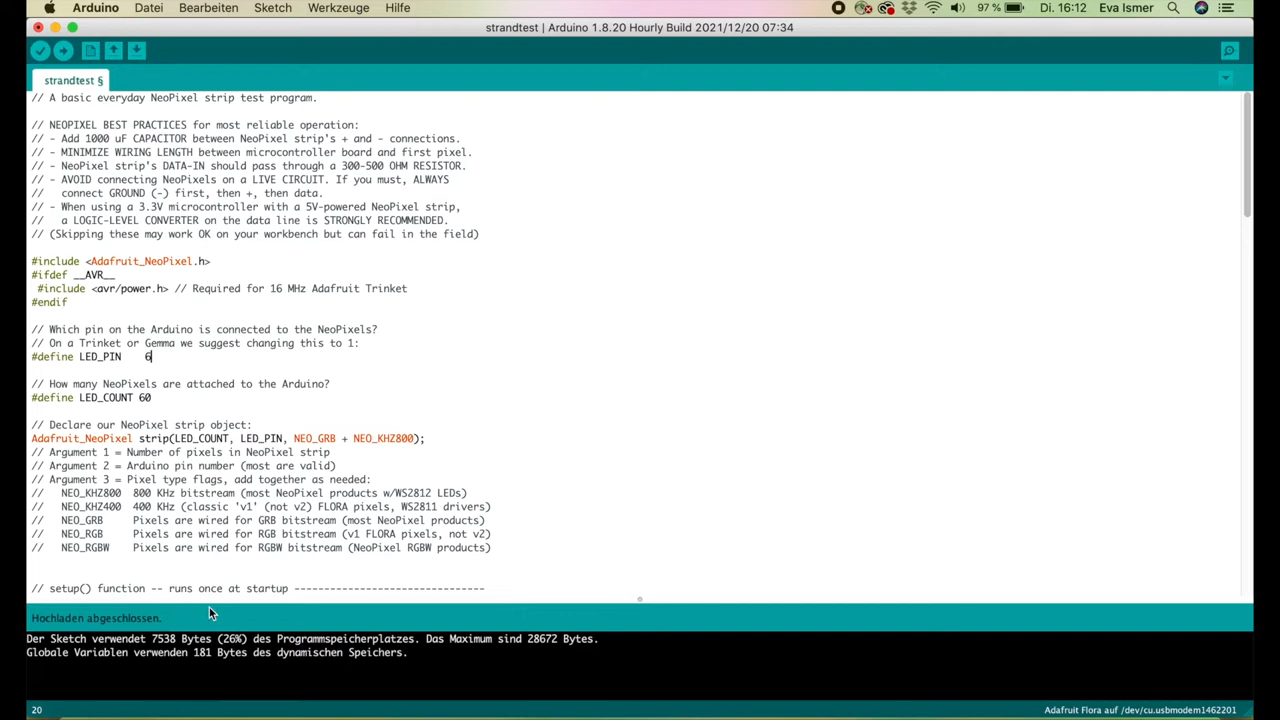 Arduino Datei Bearbeiten Sketch Werkzeuge Hilfe 97 % Di. 16:12 Eva Ismer
strandtest | Arduino 1.8.20 Hourly Build 2021/12/20 07:34
strandtest §
// A basic everyday NeoPixel strip test program.
// NEOPIXEL BEST PRACTICES for most reliable operation:
// - Add 1000 uF CAPACITOR between NeoPixel strip's + and - connections.
// - MINIMIZE WIRING LENGTH between microcontroller board and first pixel.
// - NeoPixel strip's DATA-IN should pass through a 300-500 OHM RESISTOR.
// - AVOID connecting NeoPixels on a LIVE CIRCUIT. If you must, ALWAYS
//   connect GROUND (-) first, then +, then data.
// - When using a 3.3V microcontroller with a 5V-powered NeoPixel strip,
//   a LOGIC-LEVEL CONVERTER on the data line is STRONGLY RECOMMENDED.
// (Skipping these may work OK on your workbench but can fail in the field)
#include <Adafruit_NeoPixel.h>
#ifdef __AVR__
 #include <avr/power.h> // Required for 16 MHz Adafruit Trinket
#endif
// Which pin on the Arduino is connected to the NeoPixels?
// On a Trinket or Gemma we suggest changing this to 1:
#define LED_PIN    6
// How many NeoPixels are attached to the Arduino?
#define LED_COUNT 60
// Declare our NeoPixel strip object:
Adafruit_NeoPixel strip(LED_COUNT, LED_PIN, NEO_GRB + NEO_KHZ800);
// Argument 1 = Number of pixels in NeoPixel strip
// Argument 2 = Arduino pin number (most are valid)
// Argument 3 = Pixel type flags, add together as needed:
//   NEO_KHZ800  800 KHz bitstream (most NeoPixel products w/WS2812 LEDs)
//   NEO_KHZ400  400 KHz (classic 'v1' (not v2) FLORA pixels, WS2811 drivers)
//   NEO_GRB     Pixels are wired for GRB bitstream (most NeoPixel products)
//   NEO_RGB     Pixels are wired for RGB bitstream (v1 FLORA pixels, not v2)
//   NEO_RGBW    Pixels are wired for RGBW bitstream (NeoPixel RGBW products)
// setup() function -- runs once at startup --------------------------------
Hochladen abgeschlossen.
Der Sketch verwendet 7538 Bytes (26%) des Programmspeicherplatzes. Das Maximum sind 28672 Bytes.
Globale Variablen verwenden 181 Bytes des dynamischen Speichers.
20 Adafruit Flora auf /dev/cu.usbmodem1462201